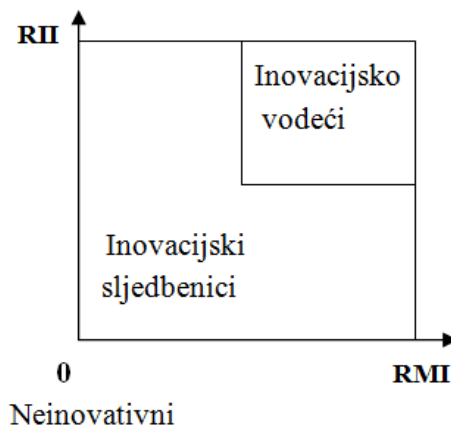 RII
Inovacijsko
vodeći
Inovacijski
sljedbenici
0
RMI
Neinovativni